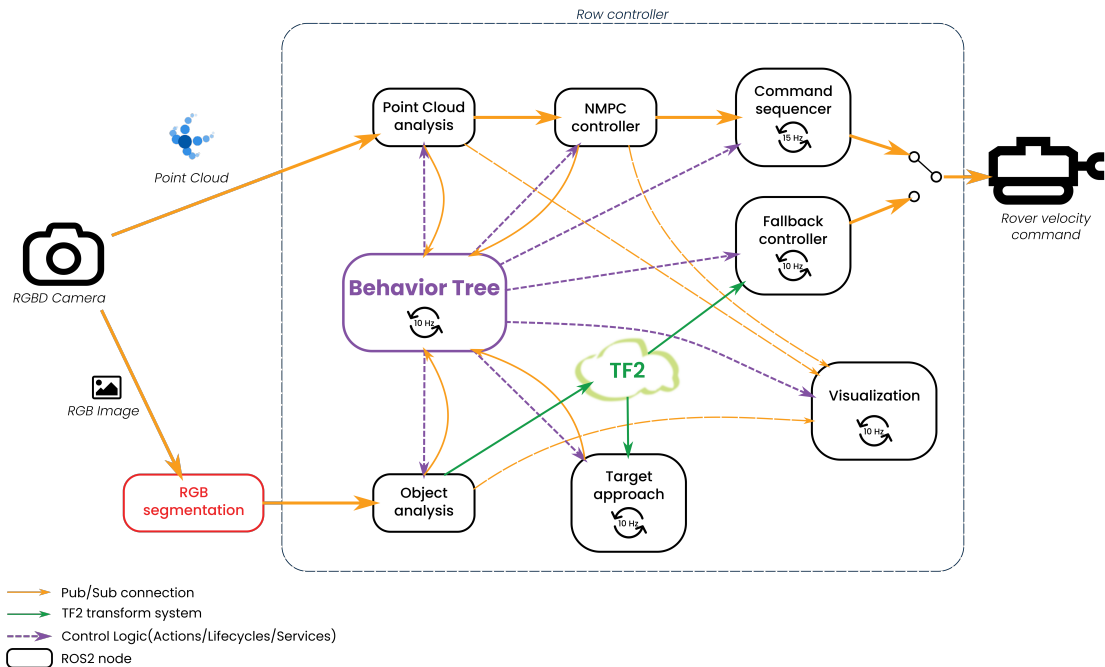 Row controller
Point Cloud
analysis
NMPC
controller
Command
sequencer
15 Hz
Point Cloud
Rover velocity
command
Fallback
controller
10 Hz
RGBD Camera
Behavior Tree
10 Hz
TF2
RGB Image
Visualization
10 Hz
RGB
segmentation
Object
analysis
Target
approach
10 Hz
Pub/Sub connection
TF2 transform system
Control Logic(Actions/Lifecycles/Services)
ROS2 node